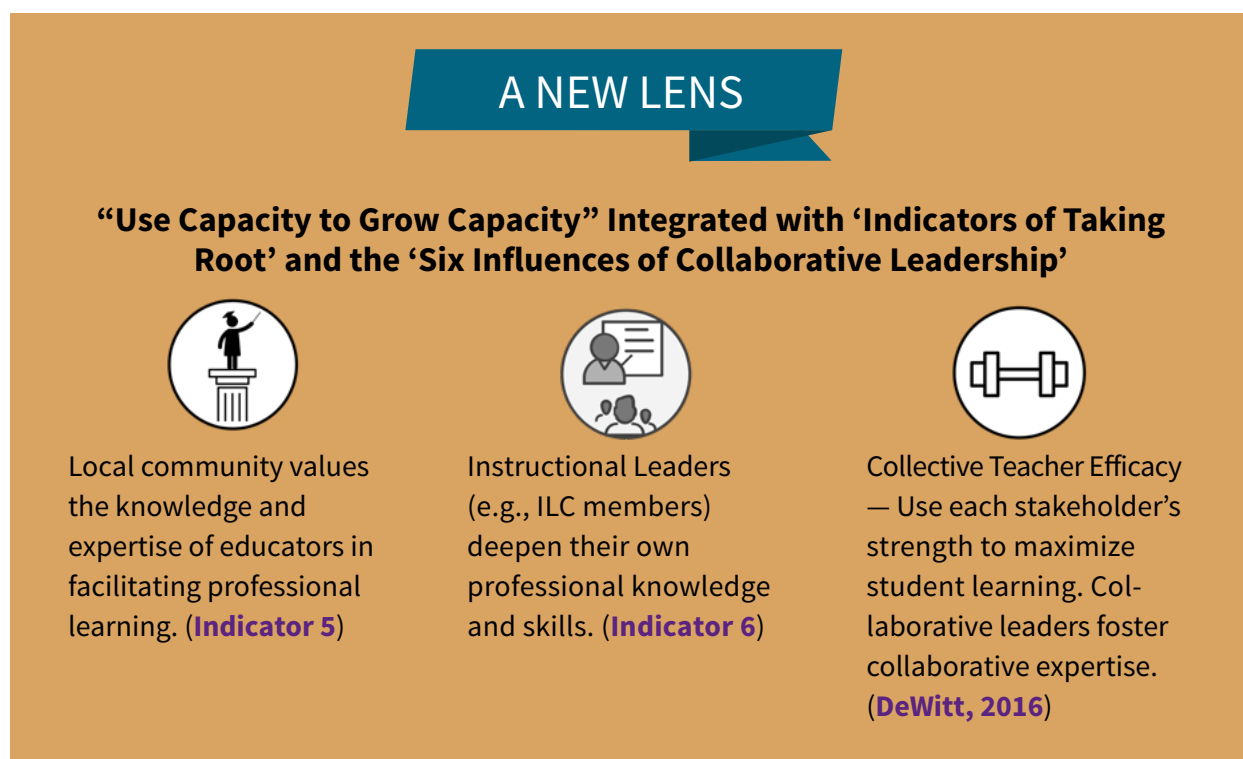 A NEW LENS
“Use Capacity to Grow Capacity” Integrated with ‘Indicators of Taking
Root’ and the ‘Six Influences of Collaborative Leadership’
Local community values
the knowledge and
expertise of educators in
facilitating professional
learning. (Indicator 5)
Instructional Leaders
(e.g., ILC members)
deepen their own
professional knowledge
and skills. (Indicator 6)
Collective Teacher Efficacy
— Use each stakeholder’s
strength to maximize
student learning. Col-
laborative leaders foster
collaborative expertise.
(DeWitt, 2016)